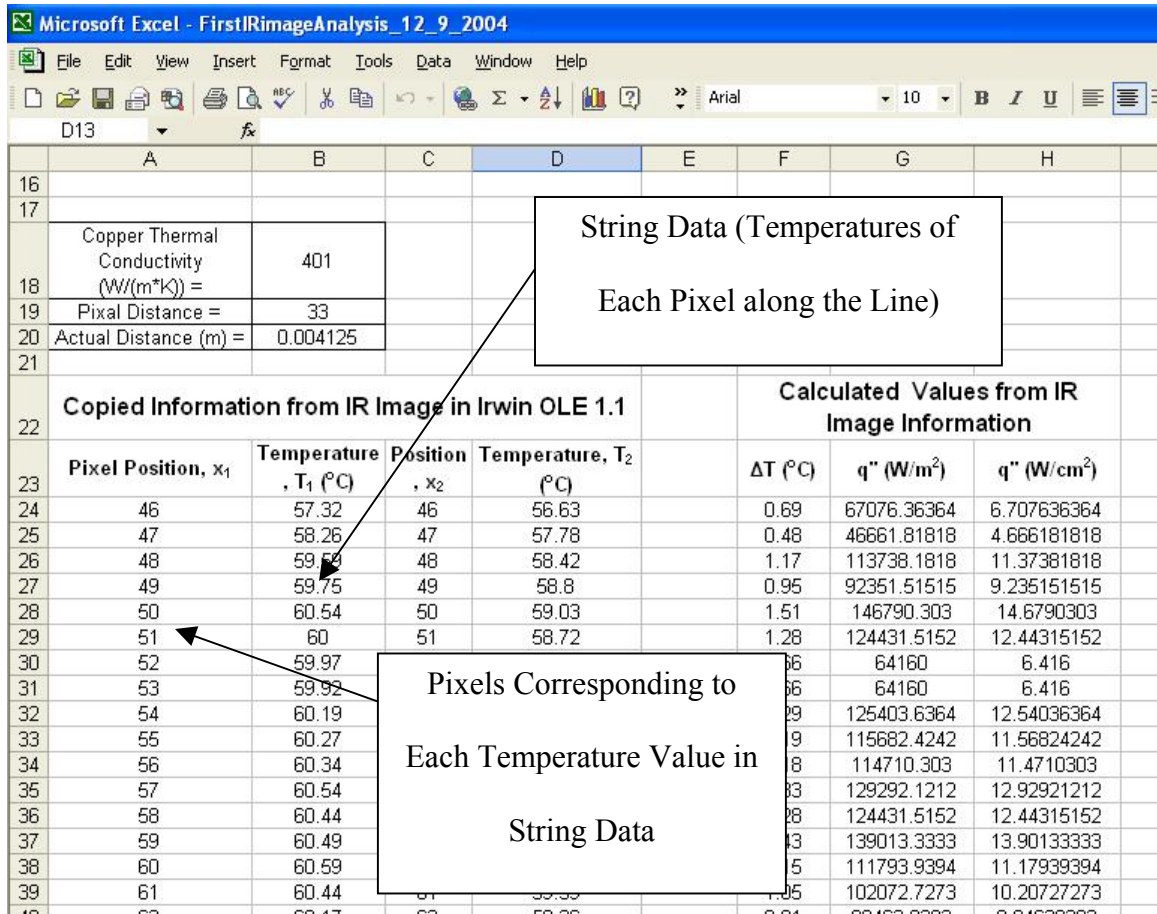 Microsoft Excel - FirstIRimageAnalysis_12_9_2004
File Edit View Insert Format Tools Data Window Help
Arial 10 B I U
D13 fx
A B C D E F G H
16
17
18 Copper Thermal Conductivity (W/(m*K)) = 401
19 Pixal Distance = 33
20 Actual Distance (m) = 0.004125
21
String Data (Temperatures of
Each Pixel along the Line)
22 Copied Information from IR Image in Irwin OLE 1.1 Calculated Values from IR Image Information
23 Pixel Position, x₁ Temperature, T₁ (°C) Position, x₂ Temperature, T₂ (°C) ΔT (°C) q" (W/m²) q" (W/cm²)
24 46 57.32 46 56.63 0.69 67076.36364 6.707636364
25 47 58.26 47 57.78 0.48 46661.81818 4.666181818
26 48 59.59 48 58.42 1.17 113738.1818 11.37381818
27 49 59.75 49 58.8 0.95 92351.51515 9.235151515
28 50 60.54 50 59.03 1.51 146790.303 14.6790303
29 51 60 51 58.72 1.28 124431.5152 12.44315152
30 52 59.97 64160 6.416
31 53 59.92 64160 6.416
32 54 60.19 125403.6364 12.54036364
33 55 60.27 115682.4242 11.56824242
34 56 60.34 114710.303 11.4710303
35 57 60.54 129292.1212 12.92921212
36 58 60.44 124431.5152 12.44315152
37 59 60.49 139013.3333 13.90133333
38 60 60.59 111793.9394 11.17939394
39 61 60.44 1.05 102072.7273 10.20727273
Pixels Corresponding to
Each Temperature Value in
String Data